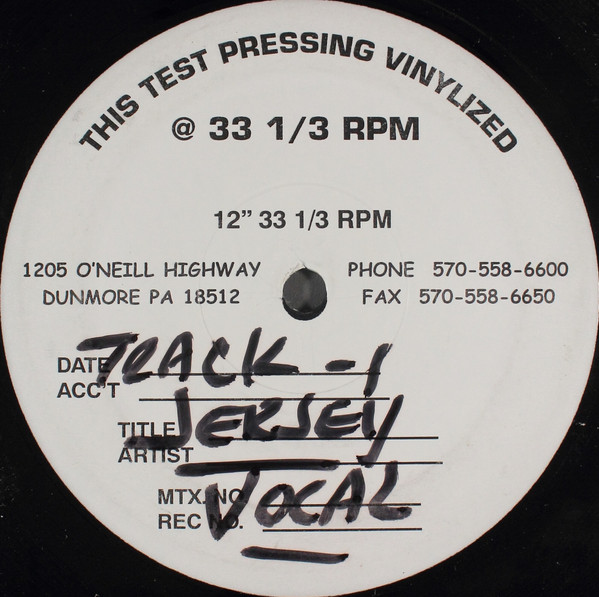 THIS TEST PRESSING VINYLIZED
@ 33 1/3 RPM
12" 33 1/3 RPM
1205 O'NEILL HIGHWAY PHONE 570-558-6600
DUNMORE PA 18512 FAX 570-558-6650
DATE TRACK -1
ACC'T
TITLE JERSEY
ARTIST
MTX. NO. VOCAL
REC NO.